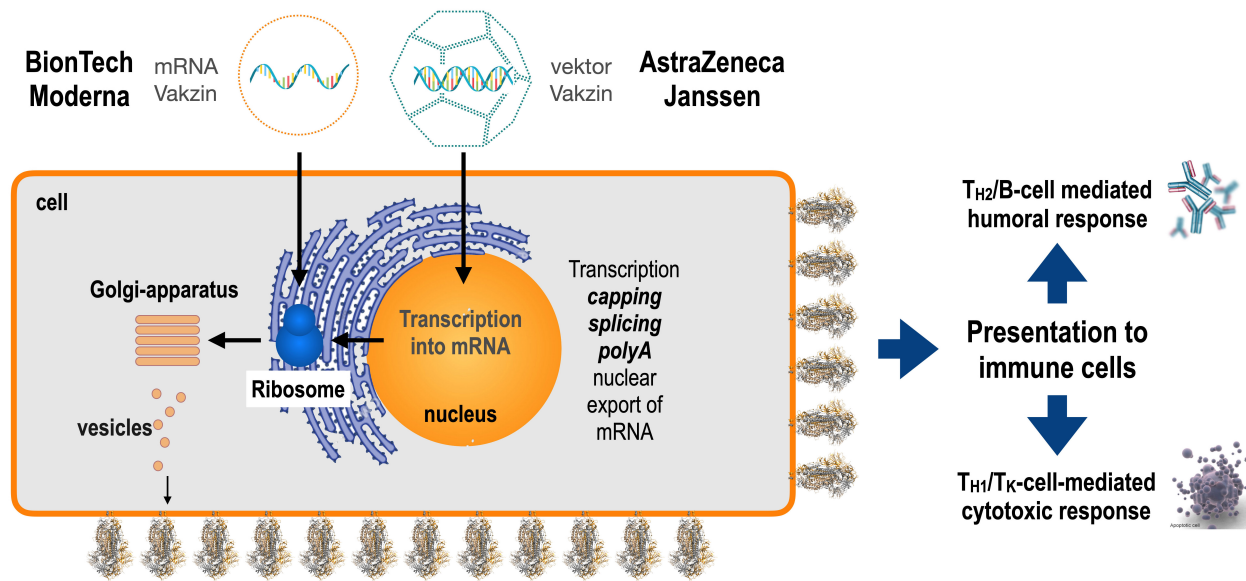 BionTech
Moderna
mRNA
Vakzin
vektor
Vakzin
AstraZeneca
Janssen
cell
Golgi-apparatus
vesicles
Ribosome
Transcription
into mRNA
nucleus
Transcription
capping
splicing
polyA
nuclear
export of
mRNA
TH2/B-cell mediated
humoral response
Presentation to
immune cells
TH1/TK-cell-mediated
cytotoxic response
Apoptotic cell